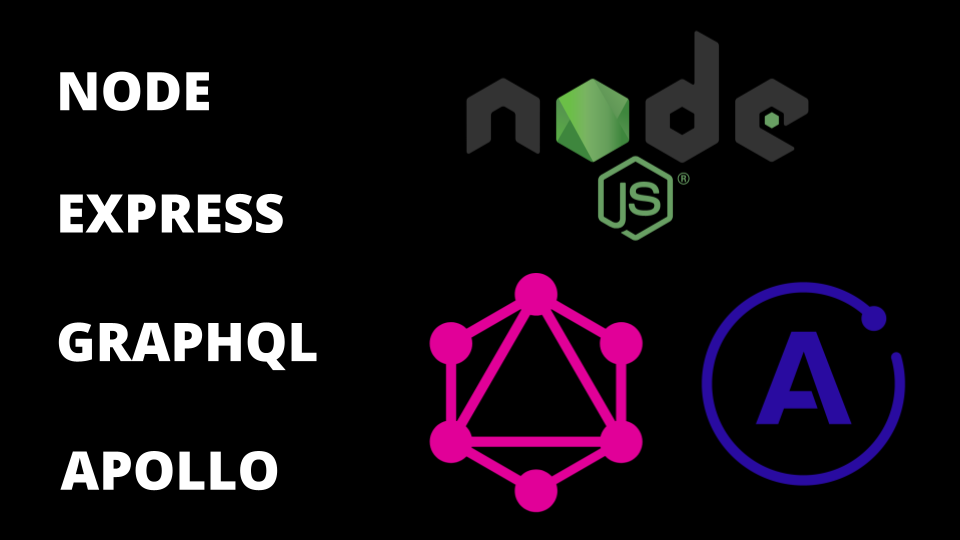 NODE
EXPRESS
GRAPHQL
APOLLO
node
JS®
A